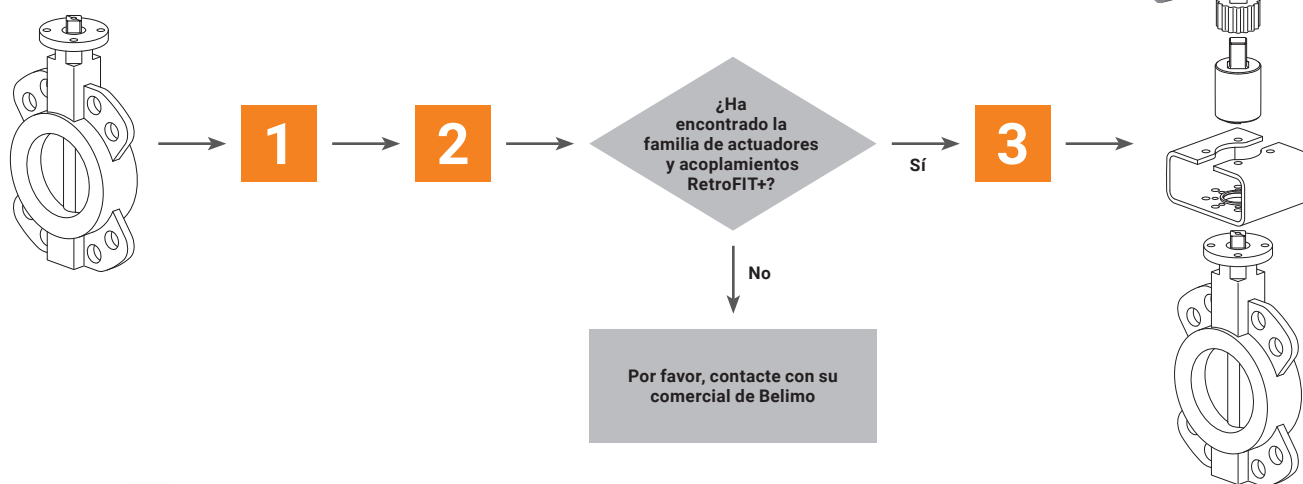 1
2
¿Ha
encontrado la
familia de actuadores
y acoplamientos
RetroFIT+?
Sí
3
No
Por favor, contacte con su
comercial de Belimo